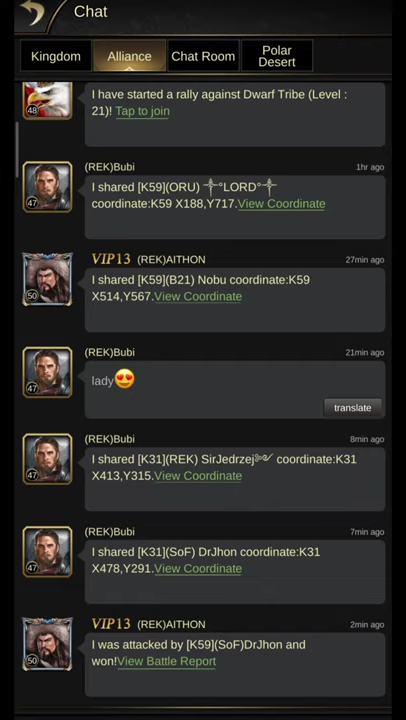 Chat
Kingdom
Alliance
Chat Room
Polar
Desert
I have started a rally against Dwarf Tribe (Level :
21)! Tap to join
48
(REK)Bubi
1hr ago
I shared [K59](ORU) ༒°LORD°༒
coordinate:K59 X188,Y717.View Coordinate
47
VIP13 (REK)AITHON
27min ago
I shared [K59](B21) Nobu coordinate:K59
X514,Y567.View Coordinate
50
(REK)Bubi
21min ago
lady😍
47
translate
(REK)Bubi
8min ago
I shared [K31](REK) SirJedrzej༻ coordinate:K31
X413,Y315.View Coordinate
47
(REK)Bubi
7min ago
I shared [K31](SoF) DrJhon coordinate:K31
X478,Y291.View Coordinate
47
VIP13 (REK)AITHON
2min ago
I was attacked by [K59](SoF)DrJhon and
won!View Battle Report
50